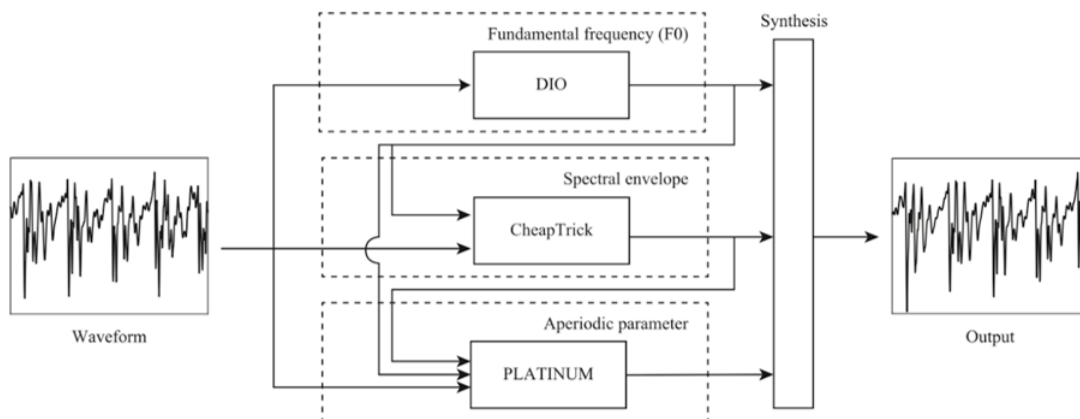 Synthesis
Fundamental frequency (F0)
DIO
Spectral envelope
CheapTrick
Waveform
Output
Aperiodic parameter
PLATINUM